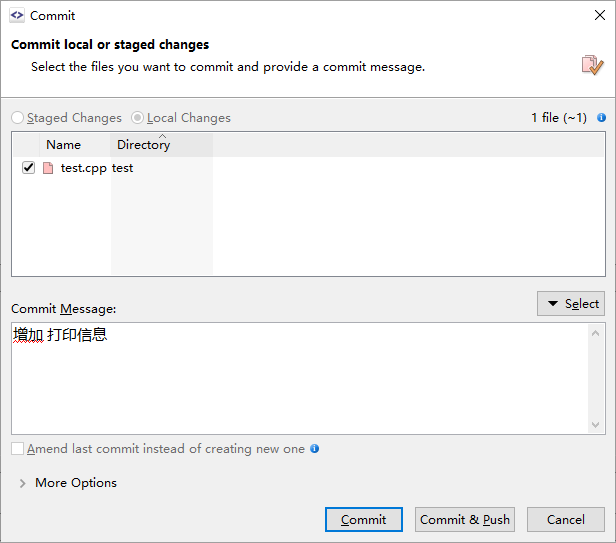 Commit
Commit local or staged changes
Select the files you want to commit and provide a commit message.
Staged Changes Local Changes 1 file (~1)
Name Directory
test.cpp test
Commit Message: Select
增加 打印信息
Amend last commit instead of creating new one
More Options
Commit Commit & Push Cancel